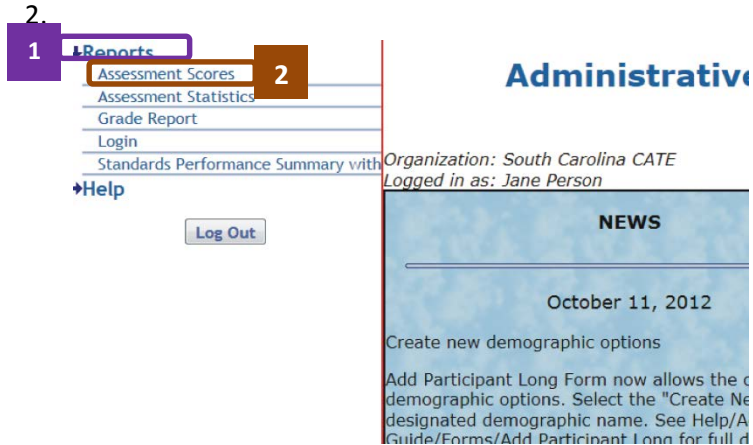 2.
1
Reports
Assessment Scores
2
Assessment Statistics
Grade Report
Login
Standards Performance Summary with
Help
Log Out
Administrative
Organization: South Carolina CATE
Logged in as: Jane Person
NEWS
October 11, 2012
Create new demographic options
Add Participant Long Form now allows the
demographic options. Select the "Create
designated demographic name. See Help/
Guide/Forms/Add Participant Long for full